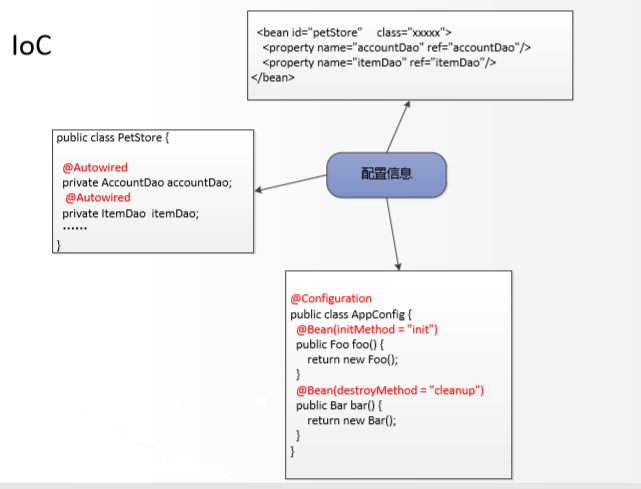 IoC
<bean id="petStore" class="xxxxx">
<property name="accountDao" ref="accountDao"/>
<property name="itemDao" ref="itemDao"/>
</bean>
public class PetStore {
@Autowired
private AccountDao accountDao;
@Autowired
private ItemDao itemDao;
......
}
配置信息
@Configuration
public class AppConfig {
@Bean(initMethod = "init")
public Foo foo() {
return new Foo();
}
@Bean(destroyMethod = "cleanup")
public Bar bar() {
return new Bar();
}
}